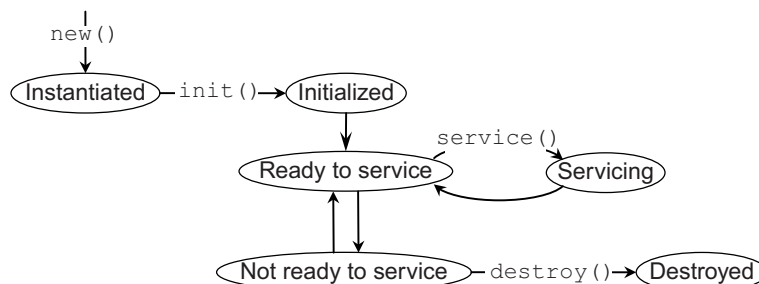 new()
Instantiated init() Initialized
service()
Ready to service Servicing
Not ready to service destroy() Destroyed